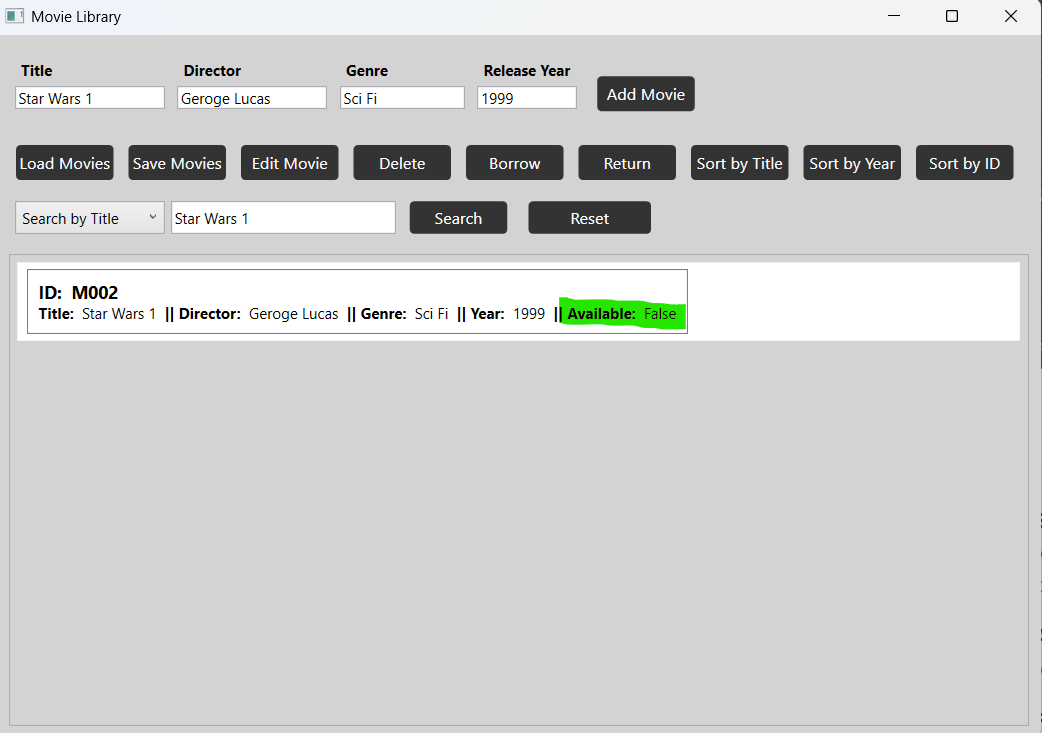 Movie Library
Title Director Genre Release Year
Star Wars 1 Geroge Lucas Sci Fi 1999 Add Movie
Load Movies Save Movies Edit Movie Delete Borrow Return Sort by Title Sort by Year Sort by ID
Search by Title Star Wars 1 Search Reset
ID: M002
Title: Star Wars 1 || Director: Geroge Lucas || Genre: Sci Fi || Year: 1999 || Available: False